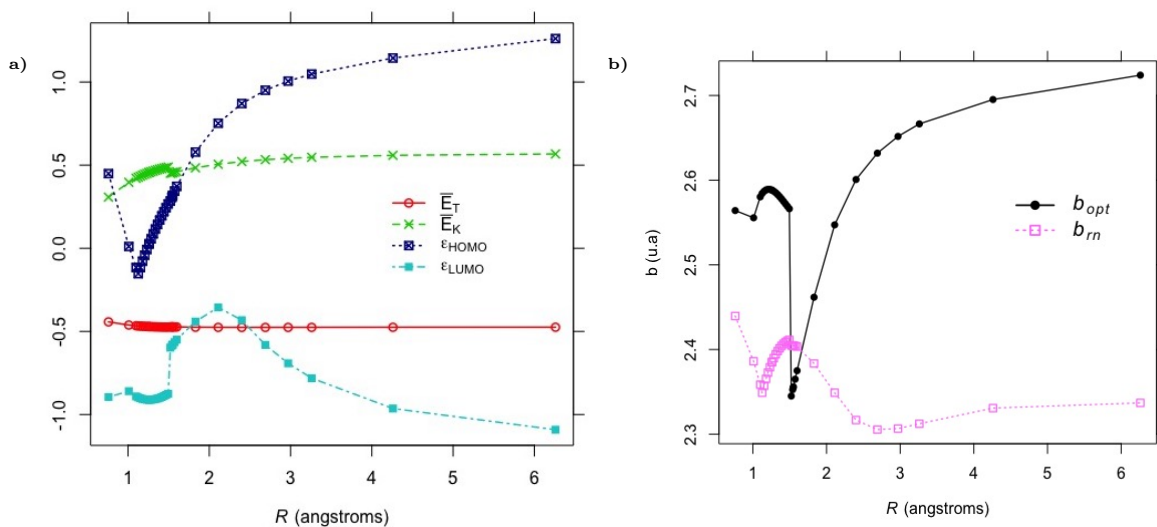 a)
1.0
0.5
0.0
-0.5
-1.0
E̅T
E̅K
εHOMO
εLUMO
1 2 3 4 5 6
R (angstroms)
b)
2.7
2.6
2.5
2.4
2.3
b (u.a)
bopt
brn
1 2 3 4 5 6
R (angstroms)